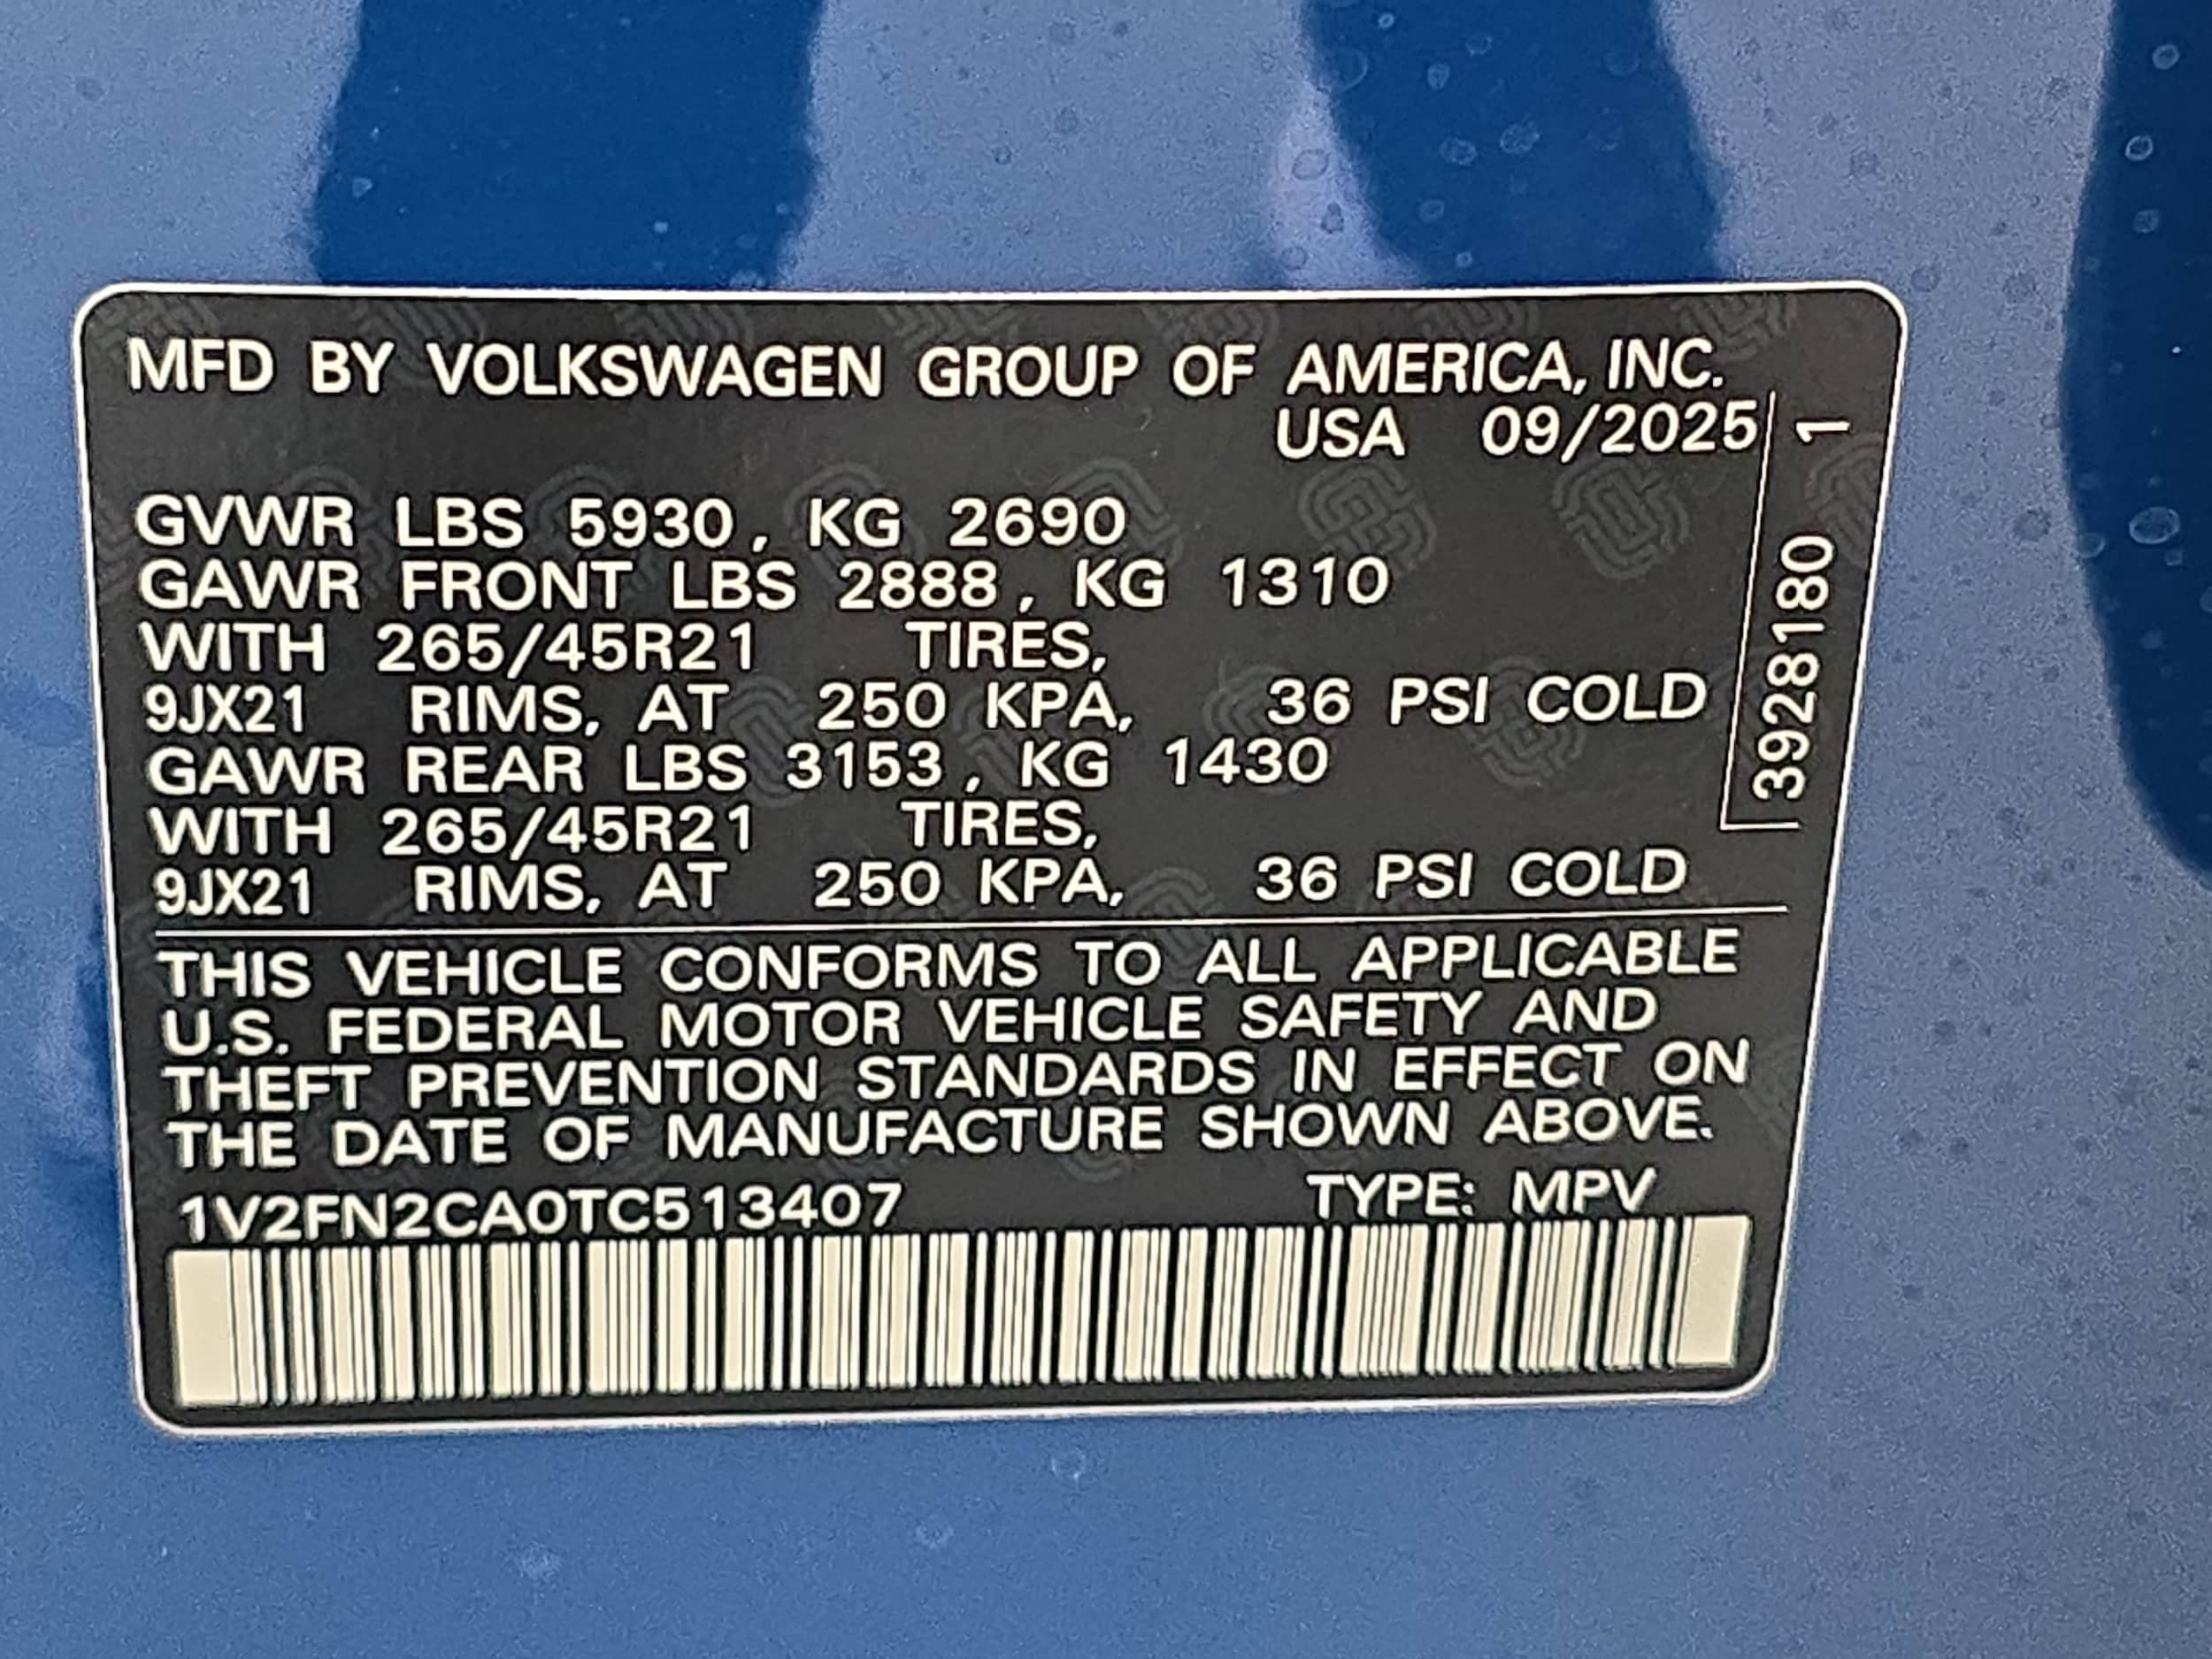 MFD BY VOLKSWAGEN GROUP OF AMERICA, INC.
USA 09/2025
GVWR LBS 5930, KG 2690
GAWR FRONT LBS 2888, KG 1310
WITH 265/45R21 TIRES,
9JX21 RIMS, AT 250 KPA, 36 PSI COLD
GAWR REAR LBS 3153, KG 1430
WITH 265/45R21 TIRES,
9JX21 RIMS, AT 250 KPA, 36 PSI COLD
THIS VEHICLE CONFORMS TO ALL APPLICABLE
U.S. FEDERAL MOTOR VEHICLE SAFETY AND
THEFT PREVENTION STANDARDS IN EFFECT ON
THE DATE OF MANUFACTURE SHOWN ABOVE.
1V2FN2CA0TC513407 TYPE: MPV
3928180 1